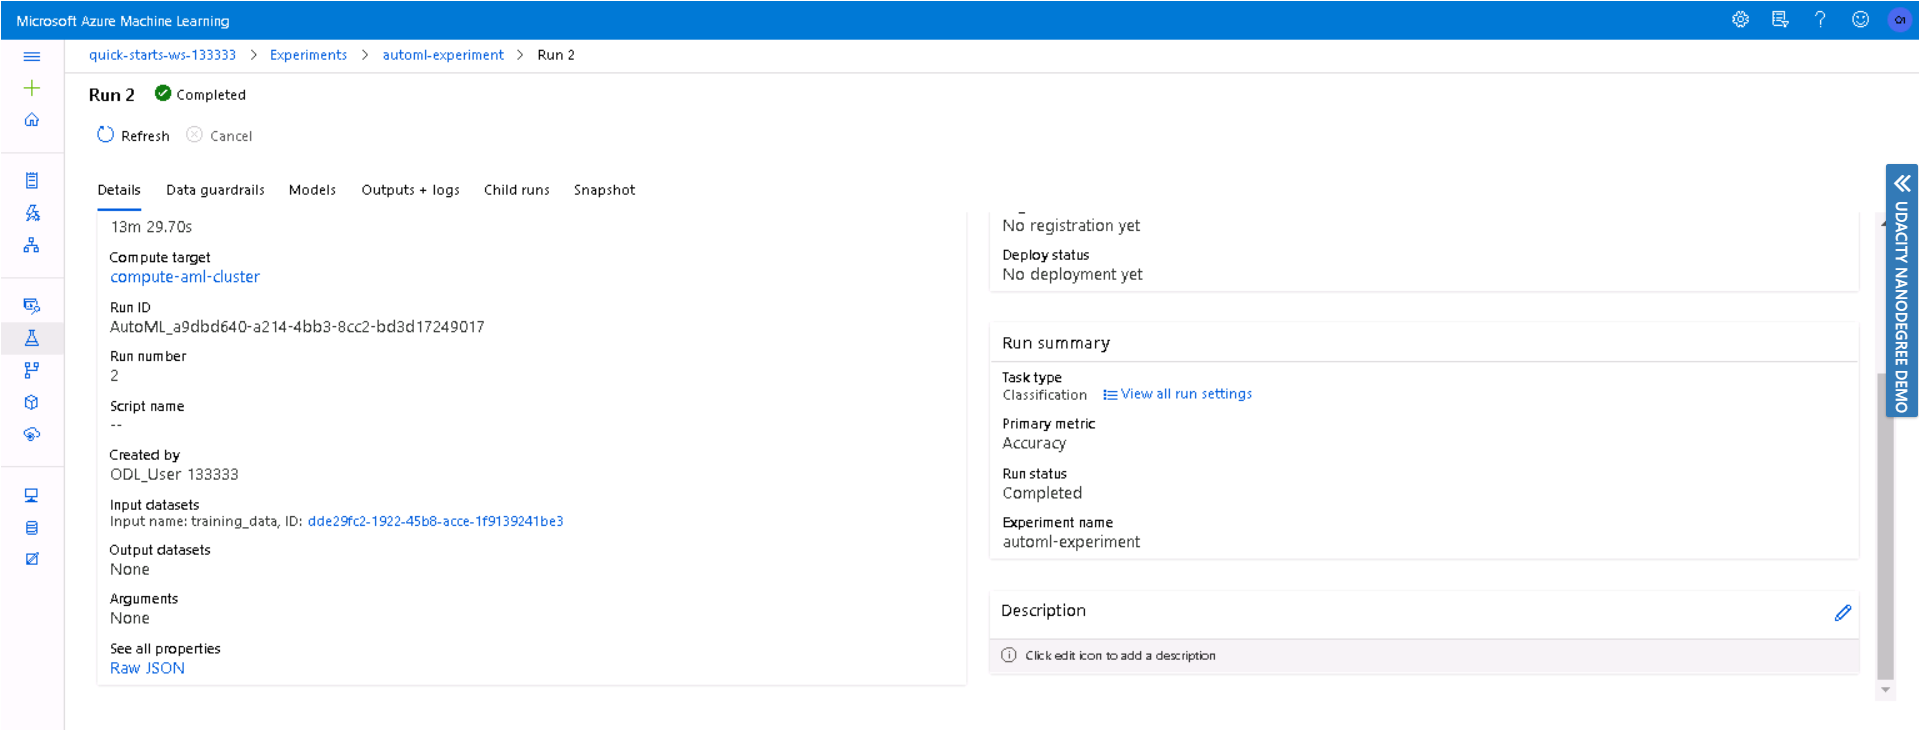 Microsoft Azure Machine Learning
quick-starts-ws-133333 > Experiments > automl-experiment > Run 2
Run 2 Completed
Refresh Cancel
Details Data guardrails Models Outputs + logs Child runs Snapshot
13m 29.70s
Compute target
compute-aml-cluster
Run ID
AutoML_a9dbd640-a214-4bb3-8cc2-bd3d17249017
Run number
2
Script name
--
Created by
ODL_User 133333
Input datasets
Input name: training_data, ID: dde29fc2-1922-45b8-acce-1f9139241be3
Output datasets
None
Arguments
None
See all properties
Raw JSON
No registration yet
Deploy status
No deployment yet
Run summary
Task type
Classification View all run settings
Primary metric
Accuracy
Run status
Completed
Experiment name
automl-experiment
Description
Click edit icon to add a description
UDACITY NANODEGREE DEMO